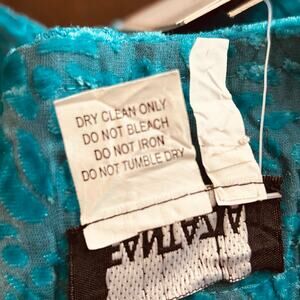 DRY CLEAN ONLY
DO NOT BLEACH
DO NOT IRON
DO NOT TUMBLE DRY